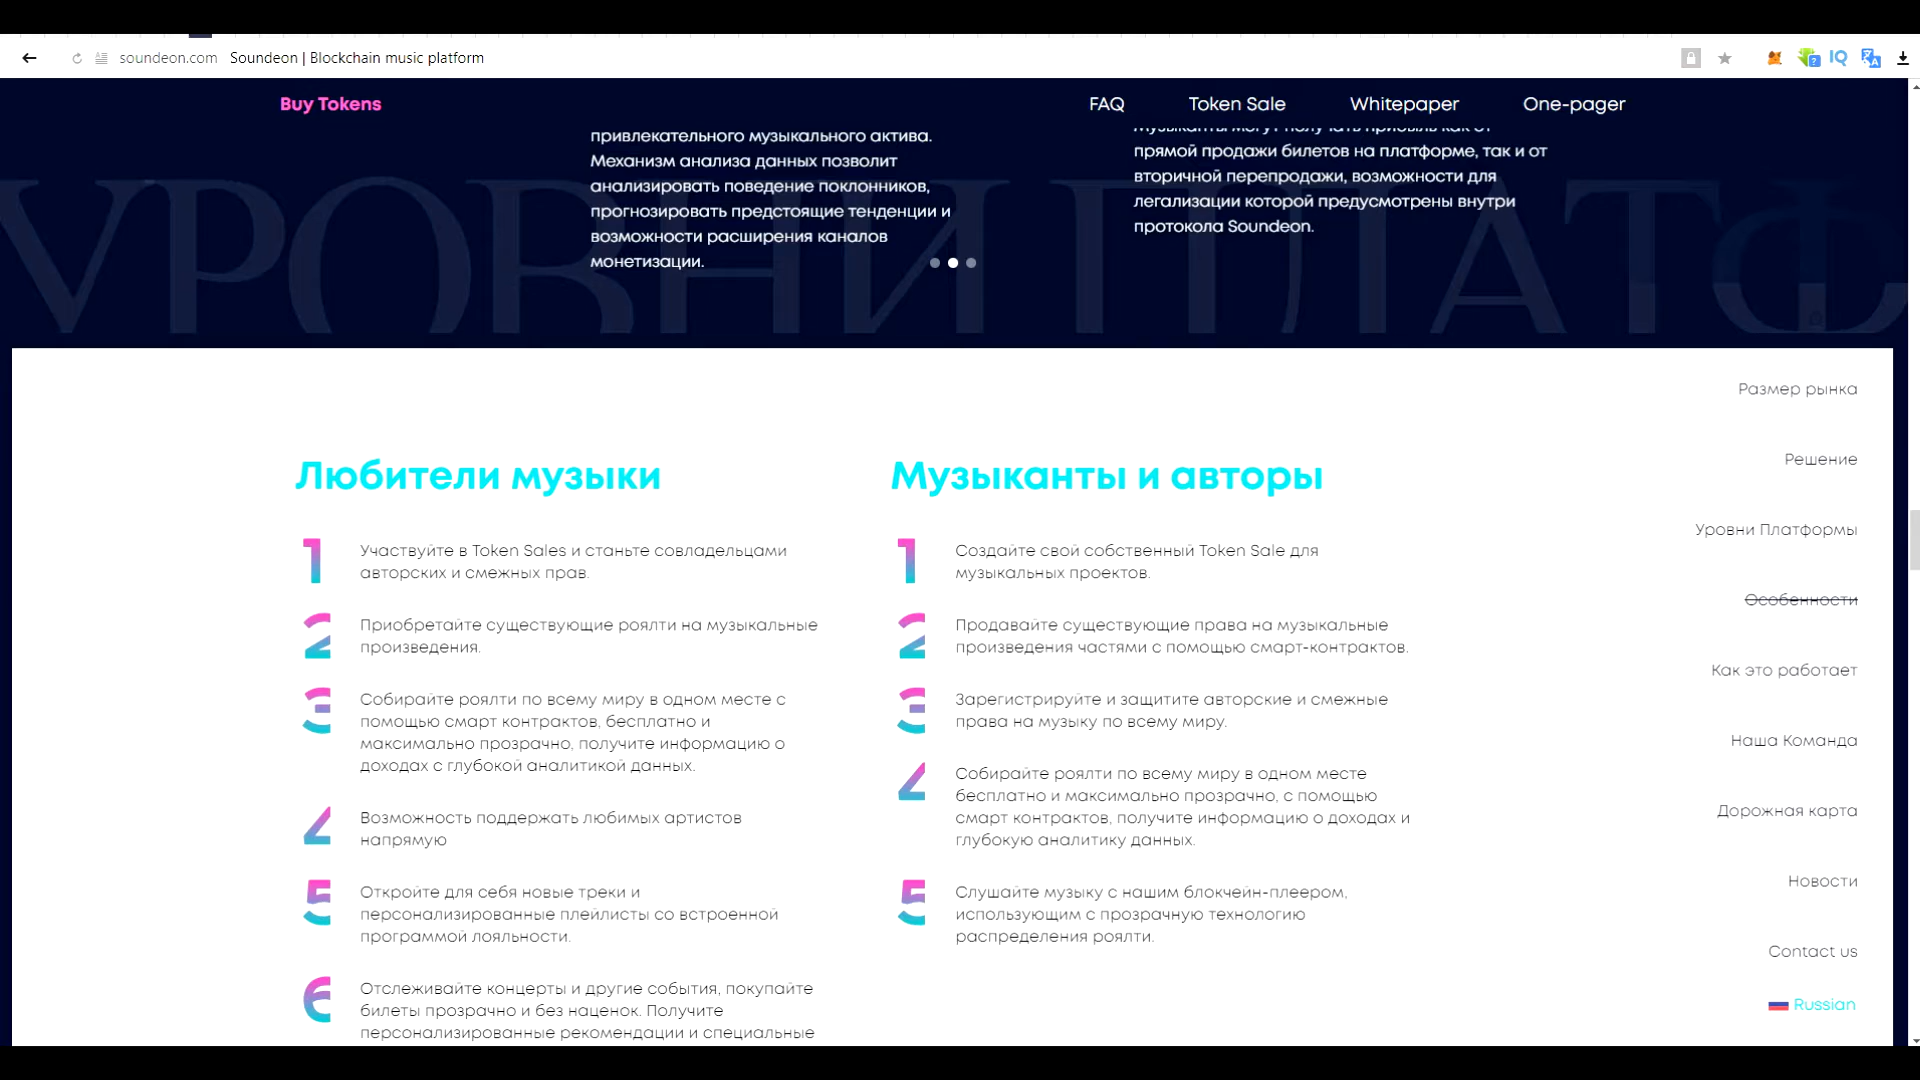 soundeon.com Soundeon | Blockchain music platform
Buy Tokens
FAQ
Token Sale
Whitepaper
One-pager
УРОВНИ ПЛАТФ
привлекательного музыкального актива.
Механизм анализа данных позволит
анализировать поведение поклонников,
прогнозировать предстоящие тенденции и
возможности расширения каналов
монетизации.
Музыканты могут получать прибыль как от
прямой продажи билетов на платформе, так и от
вторичной перепродажи, возможности для
легализации которой предусмотрены внутри
протокола Soundeon.
Любители музыки
1
Участвуйте в Token Sales и станьте совладельцами
авторских и смежных прав.
2
Приобретайте существующие роялти на музыкальные
произведения.
3
Собирайте роялти по всему миру в одном месте с
помощью смарт контрактов, бесплатно и
максимально прозрачно, получите информацию о
доходах с глубокой аналитикой данных.
4
Возможность поддержать любимых артистов
напрямую
5
Откройте для себя новые треки и
персонализированные плейлисты со встроенной
программой лояльности.
6
Отслеживайте концерты и другие события, покупайте
билеты прозрачно и без наценок. Получите
персонализированные рекомендации и специальные
Музыканты и авторы
1
Создайте свой собственный Token Sale для
музыкальных проектов.
2
Продавайте существующие права на музыкальные
произведения частями с помощью смарт-контрактов.
3
Зарегистрируйте и защитите авторские и смежные
права на музыку по всему миру.
4
Собирайте роялти по всему миру в одном месте
бесплатно и максимально прозрачно, с помощью
смарт контрактов, получите информацию о доходах и
глубокую аналитику данных.
5
Слушайте музыку с нашим блокчейн-плеером,
использующим с прозрачную технологию
распределения роялти.
Размер рынка
Решение
Уровни Платформы
Особенности
Как это работает
Наша Команда
Дорожная карта
Новости
Contact us
Russian